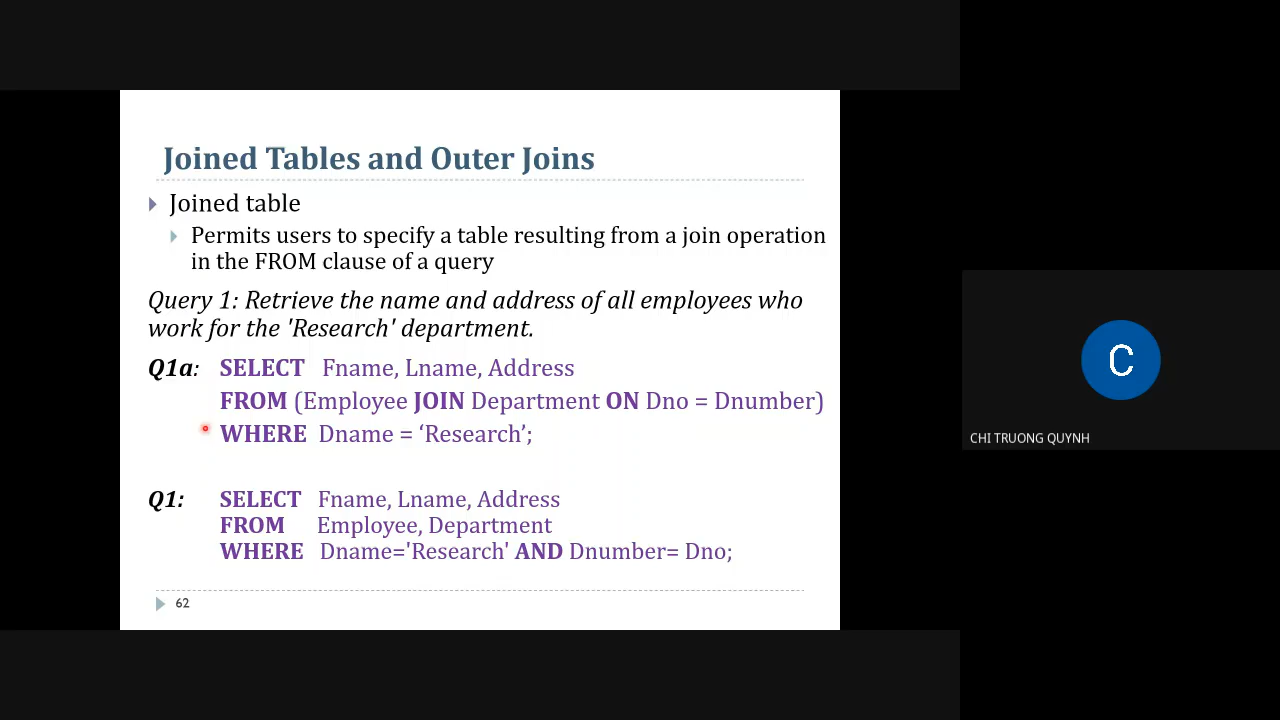 Joined Tables and Outer Joins
Joined table
Permits users to specify a table resulting from a join operation
in the FROM clause of a query
Query 1: Retrieve the name and address of all employees who
work for the 'Research' department.
Q1a: SELECT Fname, Lname, Address
FROM (Employee JOIN Department ON Dno = Dnumber)
WHERE Dname = ‘Research’;
Q1: SELECT Fname, Lname, Address
FROM Employee, Department
WHERE Dname='Research' AND Dnumber= Dno;
62
C
CHI TRUONG QUYNH